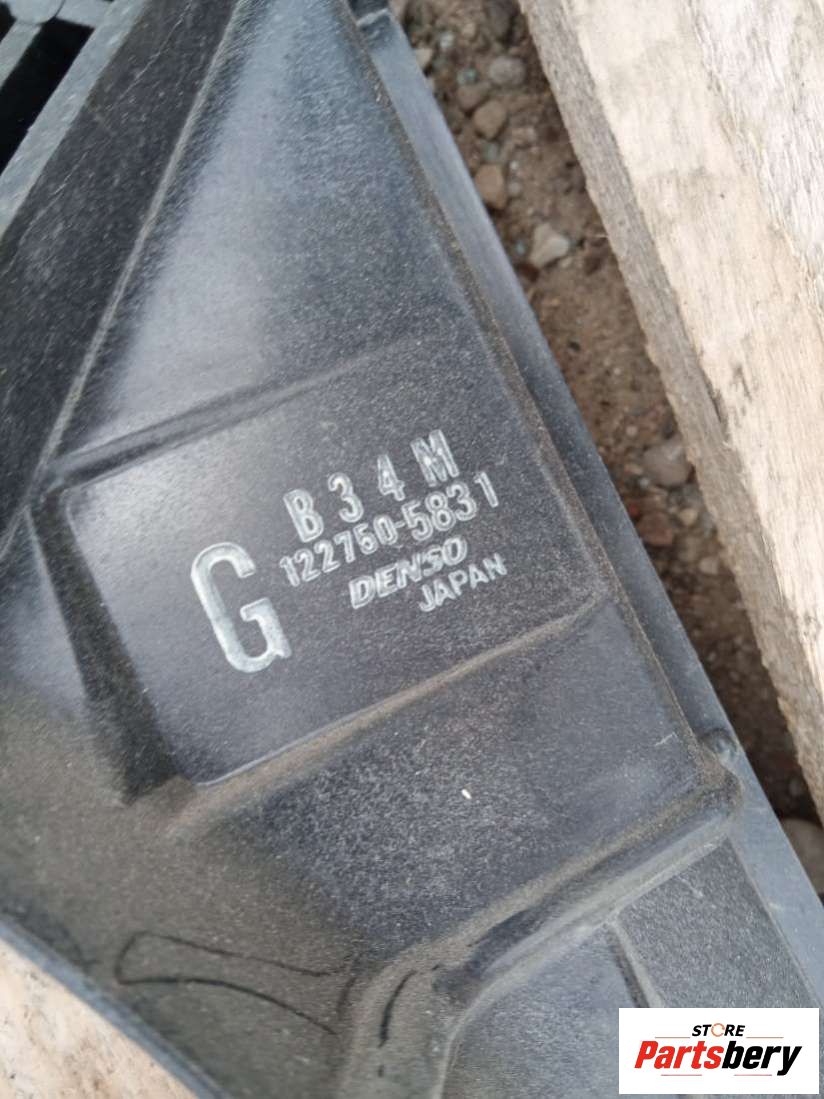 B34M
G
122750-5831
DENSO
JAPAN
STORE
Partsbery